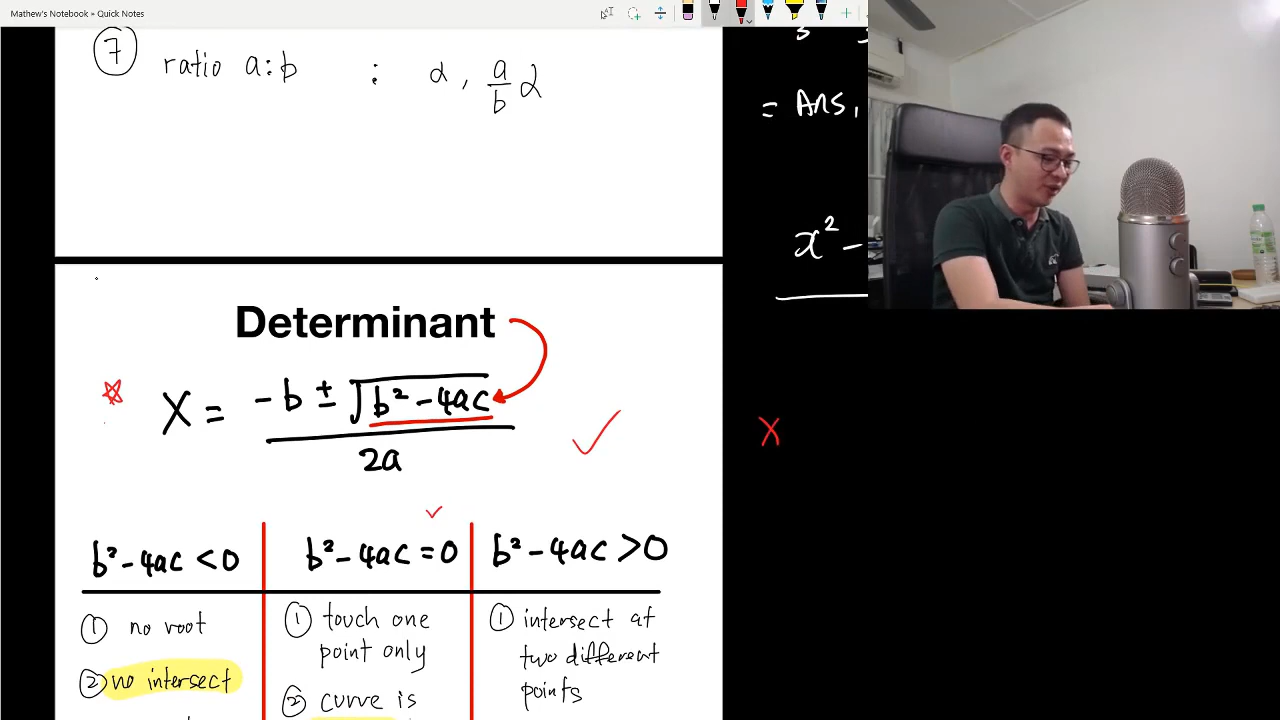 Mathew's Notebook » Quick Notes
⑦ ratio a:b : α, a/b α
= Ans,
x² –
Determinant
X = -b ± √b² - 4ac / 2a
X
b² - 4ac < 0 b² - 4ac = 0 b² - 4ac > 0
① no root
② no intersect
① touch one
point only
② curve is
① intersect at
two different
points